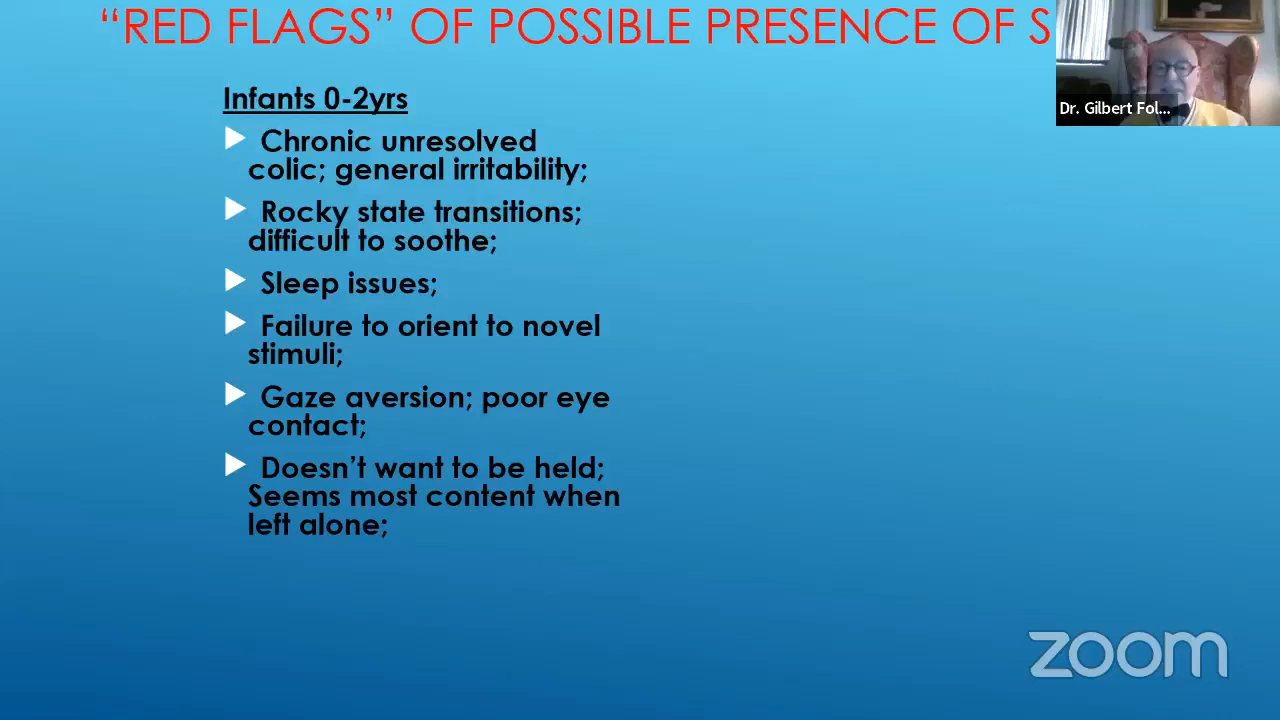 “RED FLAGS” OF POSSIBLE PRESENCE OF S
Dr. Gilbert Fol...
Infants 0-2yrs
Chronic unresolved
colic; general irritability;
Rocky state transitions;
difficult to soothe;
Sleep issues;
Failure to orient to novel
stimuli;
Gaze aversion; poor eye
contact;
Doesn’t want to be held;
Seems most content when
left alone;
zoom